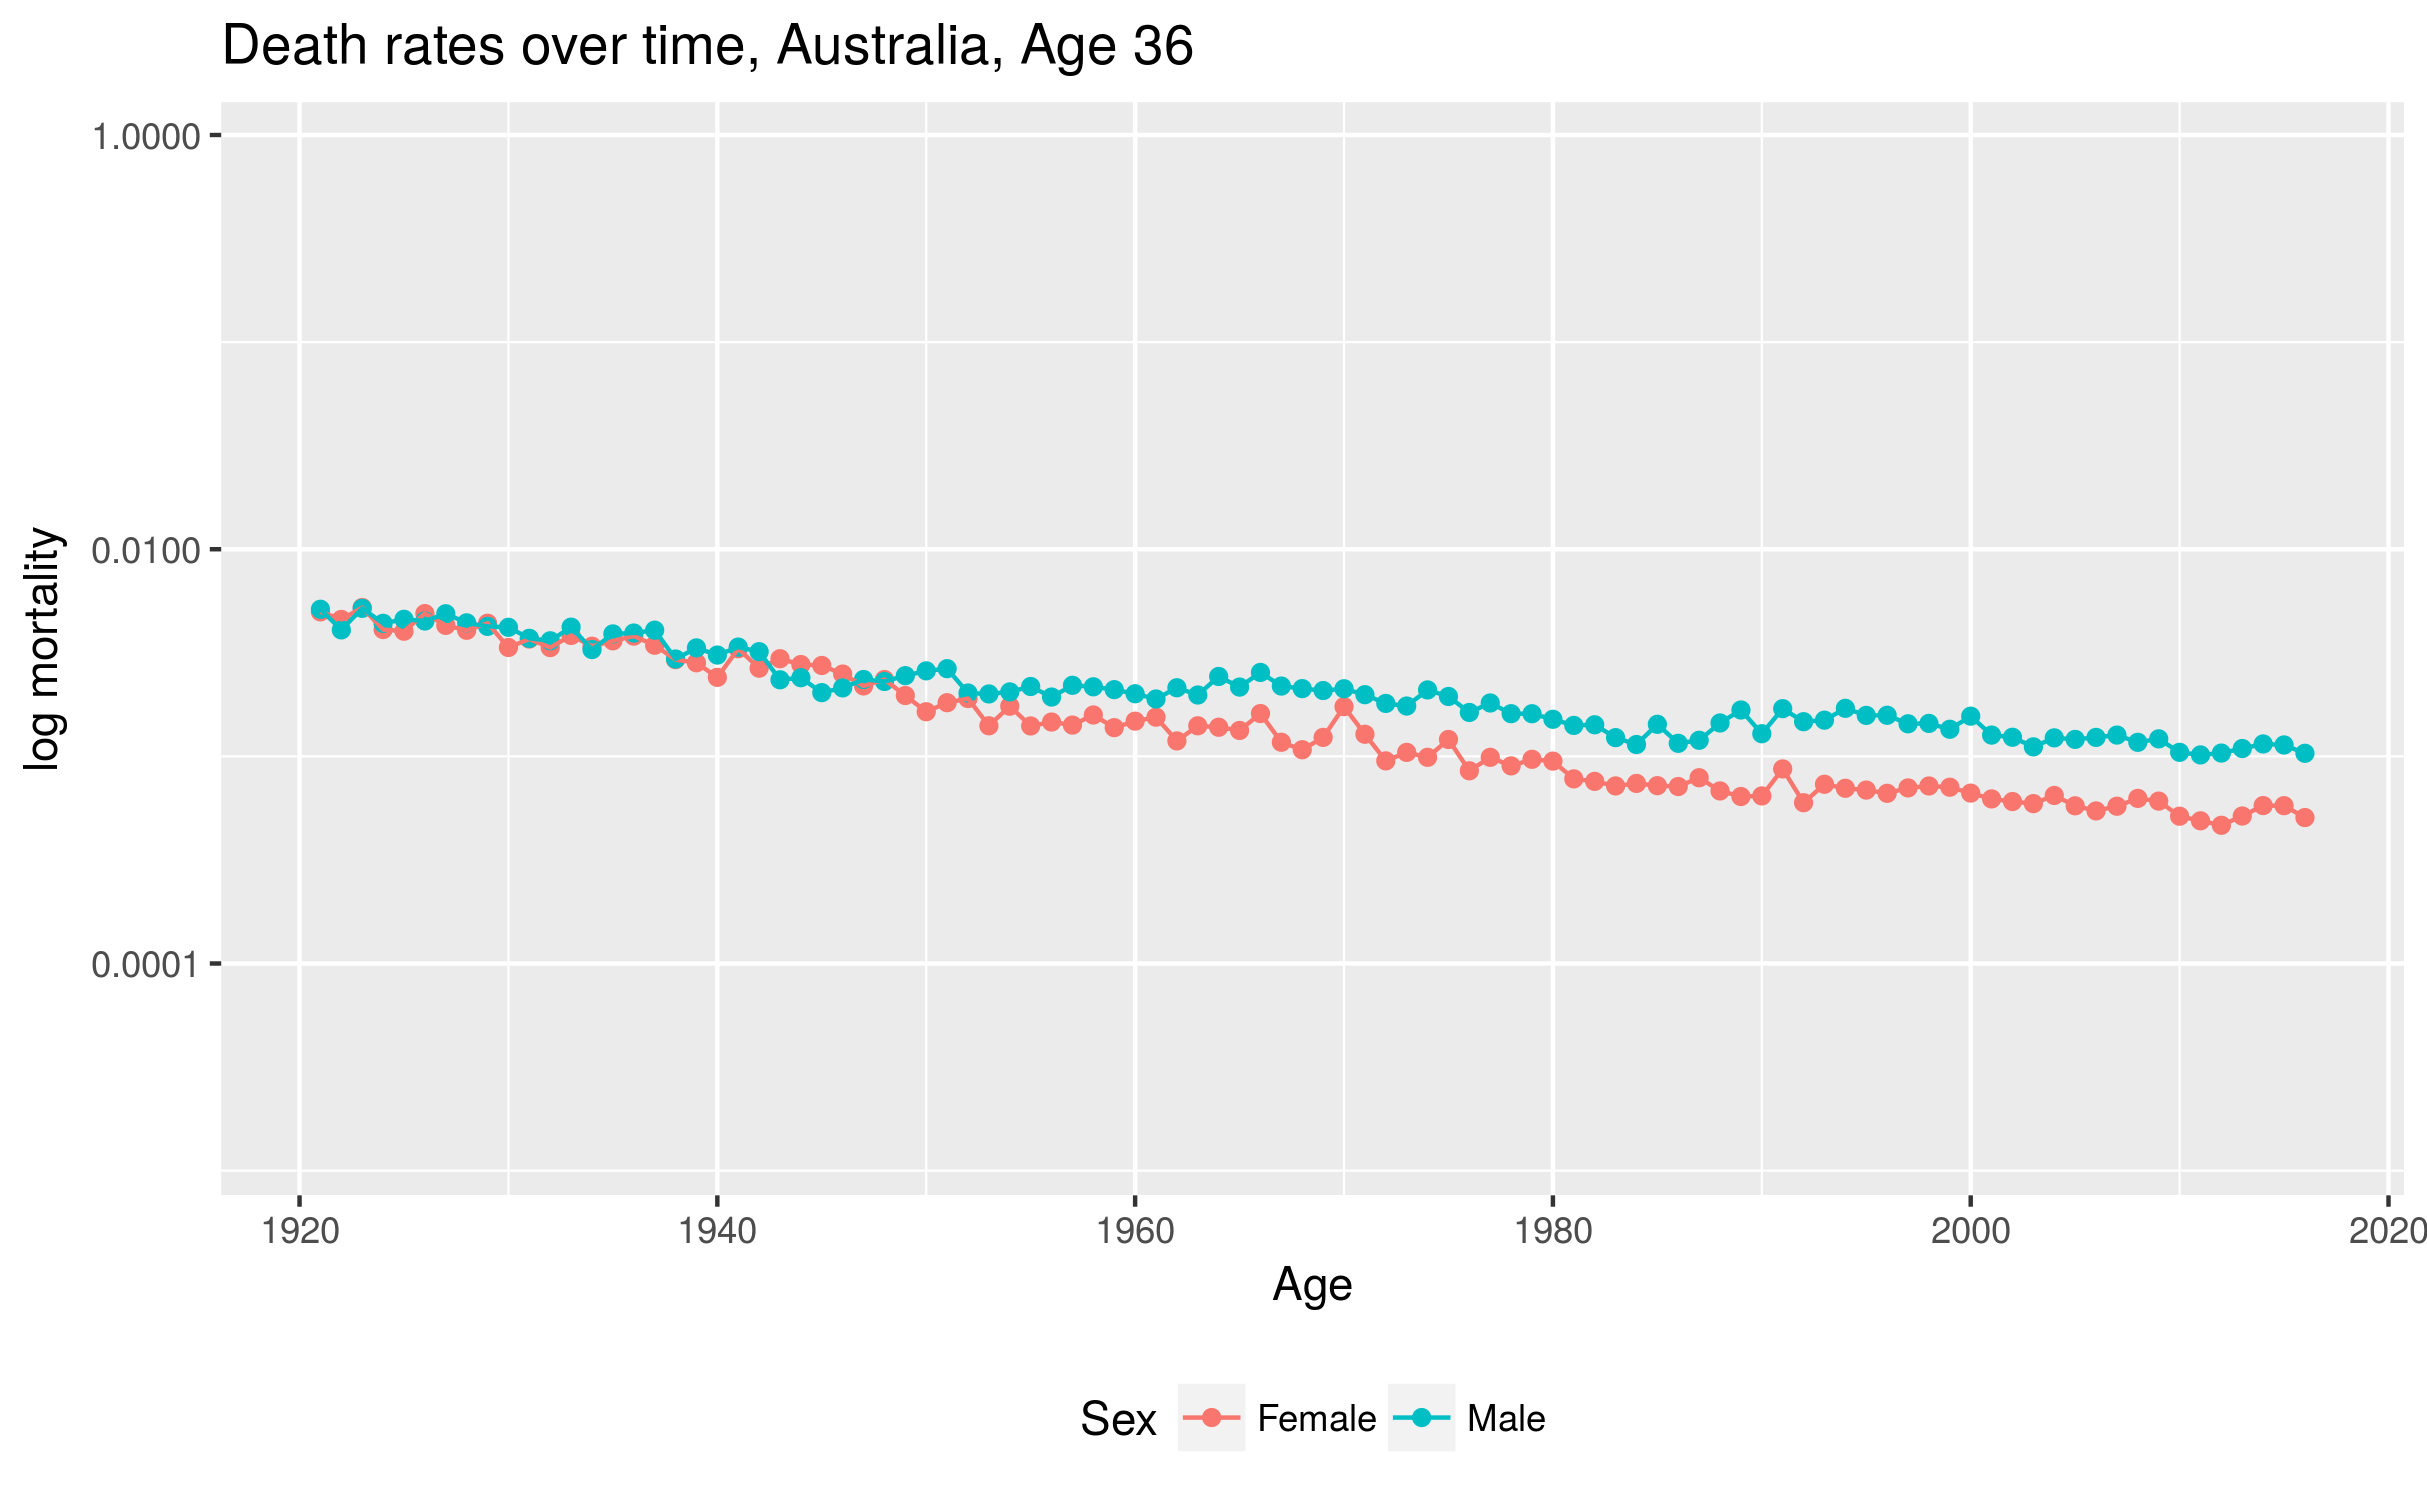 Death rates over time, Australia, Age 36
1.0000
0.0100
0.0001
log mortality
1920 1940 1960 1980 2000 2020
Age
Sex Female Male